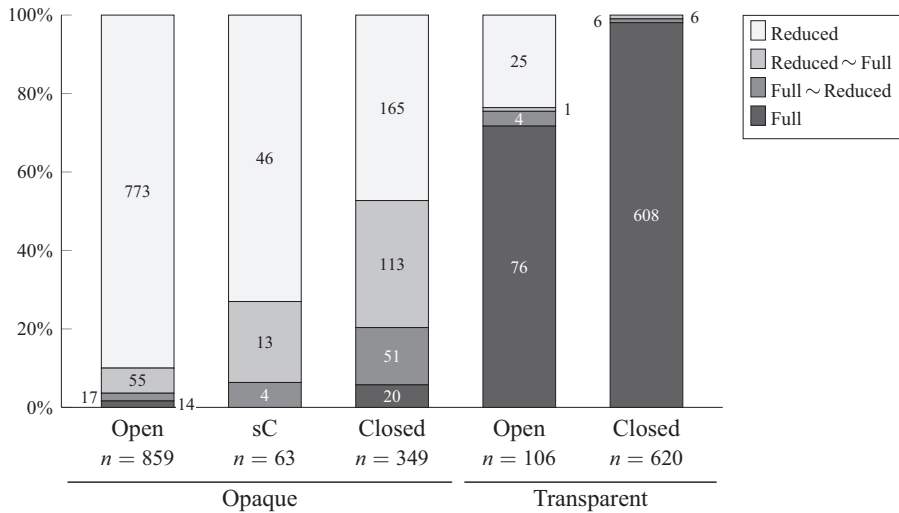 100%
80%
60%
40%
20%
0%
773
55
17
14
46
13
4
165
113
51
20
25
1
4
76
6
6
608
Reduced
Reduced ∼ Full
Full ∼ Reduced
Full
Open
n = 859
sC
n = 63
Closed
n = 349
Open
n = 106
Closed
n = 620
Opaque
Transparent